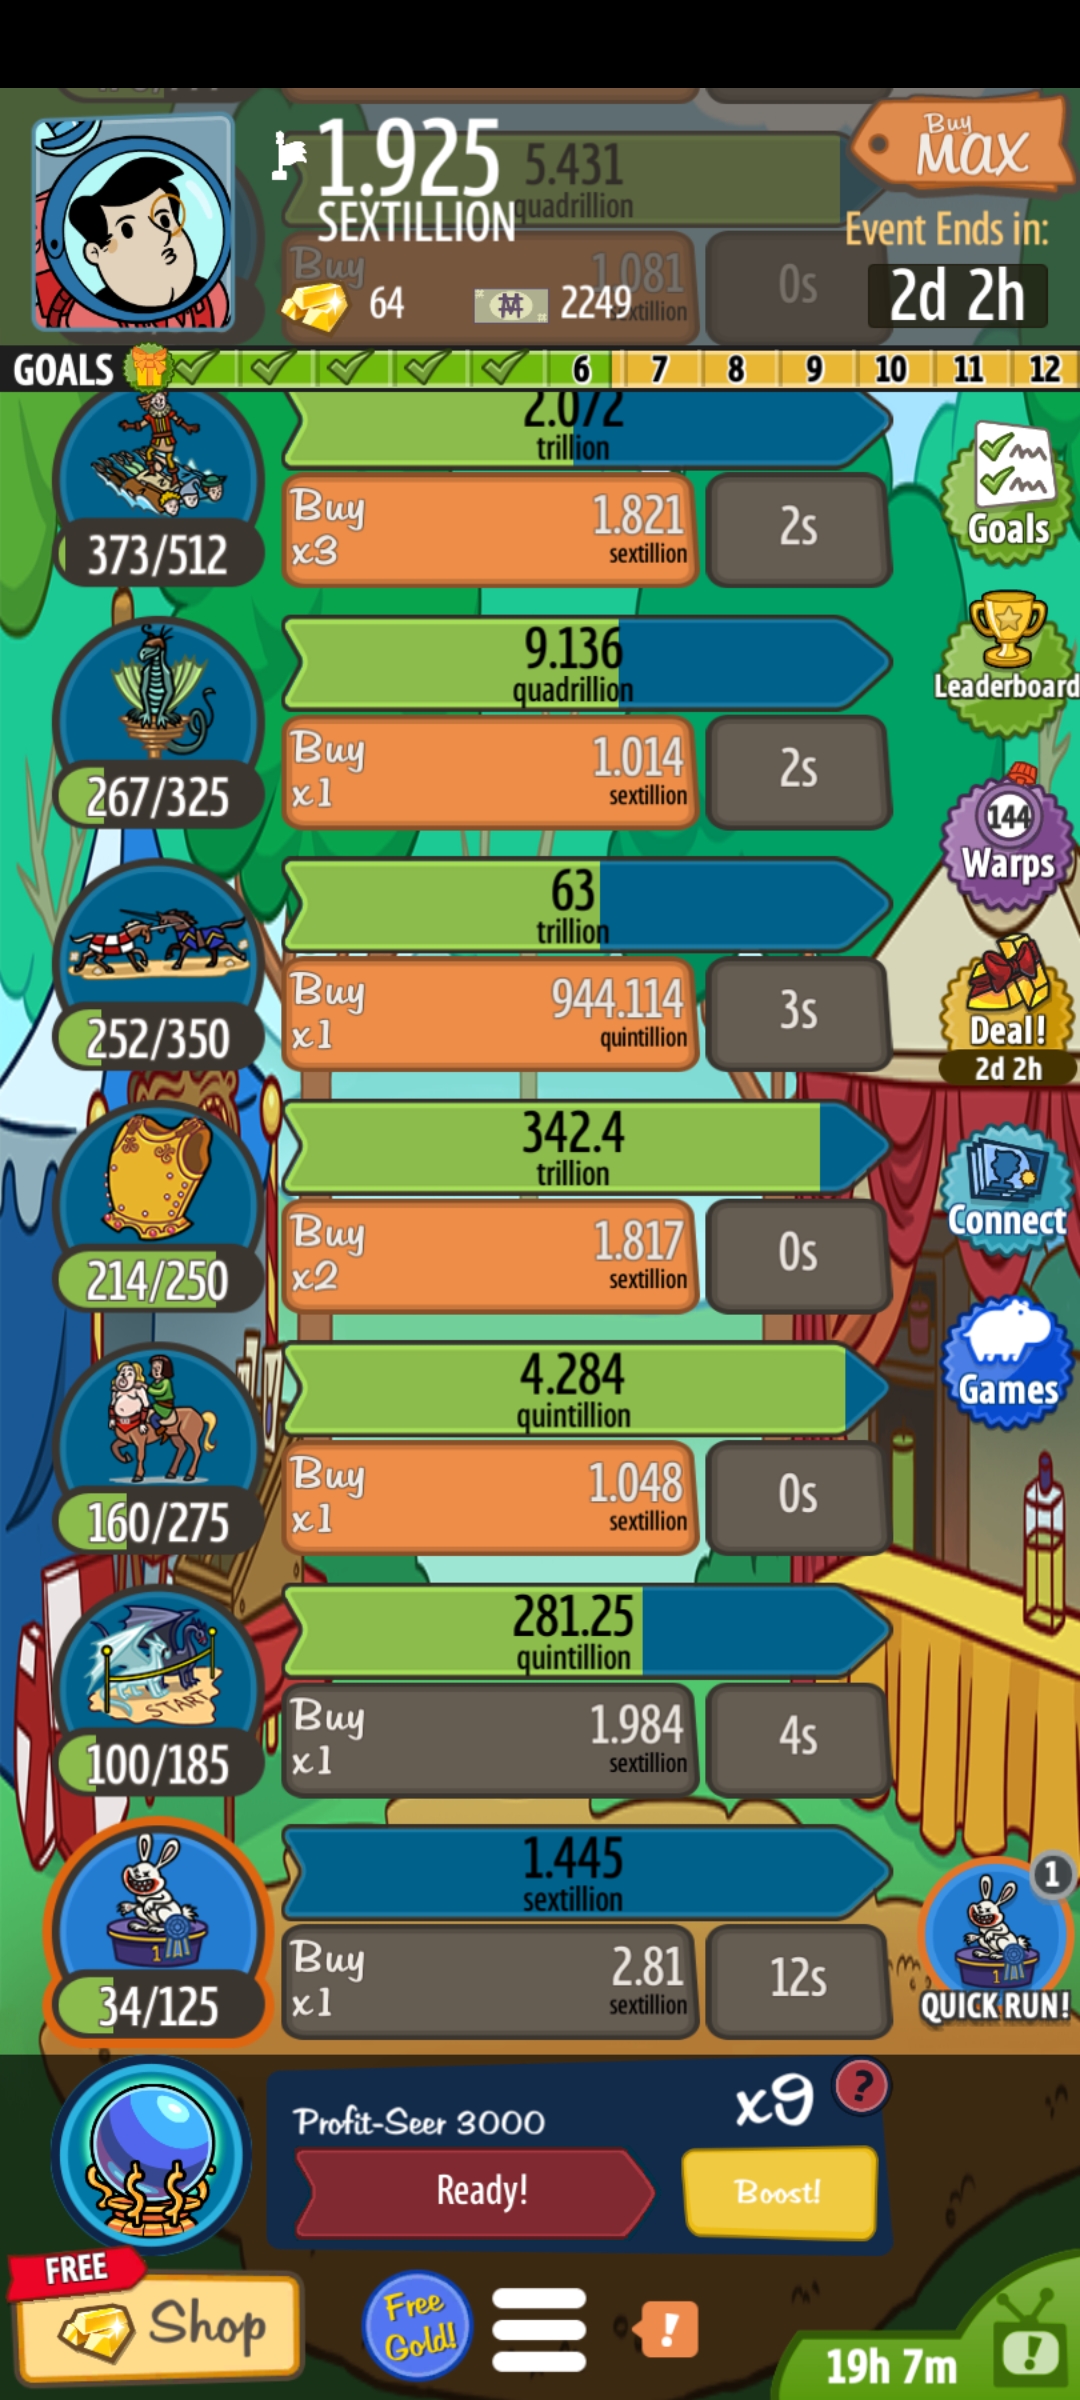 1.925
SEXTILLION
5.431
quadrillion
Buy
MAX
Event Ends in:
2d 2h
Buy
1.081
sextillion
0s
64
2249
GOALS 6 7 8 9 10 11 12
2.072
trillion
373/512
Buy
x3
1.821
sextillion
2s
Goals
9.136
quadrillion
267/325
Buy
x1
1.014
sextillion
2s
Leaderboard
63
trillion
252/350
Buy
x1
944.114
quintillion
3s
144
Warps
Deal!
2d 2h
342.4
trillion
214/250
Buy
x2
1.817
sextillion
0s
Connect
4.284
quintillion
160/275
Buy
x1
1.048
sextillion
0s
Games
281.25
quintillion
START
100/185
Buy
x1
1.984
sextillion
4s
1.445
sextillion
1
34/125
Buy
x1
2.81
sextillion
12s
1
1
QUICK RUN!
Profit-Seer 3000
x9
?
Ready!
Boost!
FREE
Shop
Free
Gold!
!
19h 7m
!